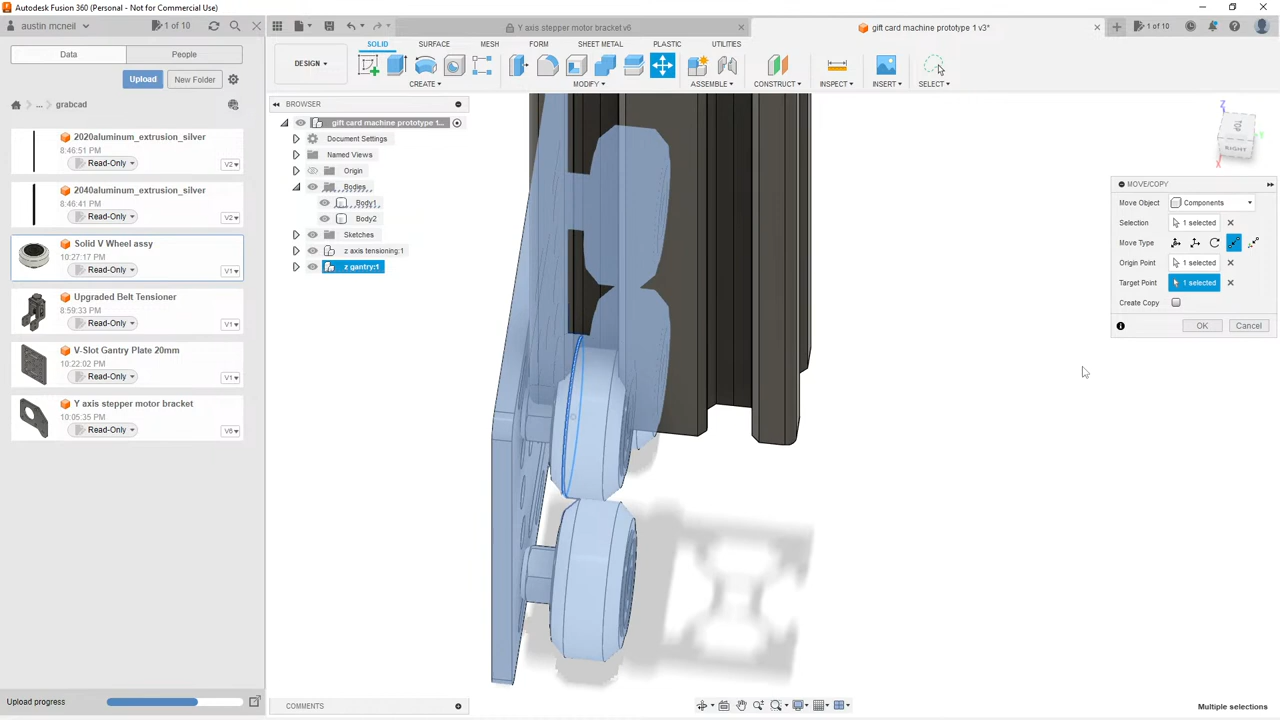 Autodesk Fusion 360 (Personal - Not for Commercial Use)
austin mcneil
1 of 10
Y axis stepper motor bracket v6
gift card machine prototype 1 v3*
1 of 10
Data
People
SOLID
SURFACE
MESH
FORM
SHEET METAL
PLASTIC
UTILITIES
DESIGN
Upload
New Folder
CREATE
MODIFY
ASSEMBLE
CONSTRUCT
INSPECT
INSERT
SELECT
... grabcad
BROWSER
gift card machine prototype 1...
Document Settings
Named Views
Origin
Bodies
Body1
Body2
Sketches
z axis tensioning:1
z gantry:1
2020aluminum_extrusion_silver
8:46:51 PM
Read-Only
V2
2040aluminum_extrusion_silver
8:46:41 PM
Read-Only
V2
Solid V Wheel assy
10:27:17 PM
Read-Only
V1
Upgraded Belt Tensioner
8:59:33 PM
Read-Only
V1
V-Slot Gantry Plate 20mm
10:22:02 PM
Read-Only
V1
Y axis stepper motor bracket
10:05:35 PM
Read-Only
V6
Z
X
RIGHT
MOVE/COPY
Move Object
Components
Selection
1 selected
Move Type
Origin Point
1 selected
Target Point
1 selected
Create Copy
OK
Cancel
Upload progress
COMMENTS
Multiple selections